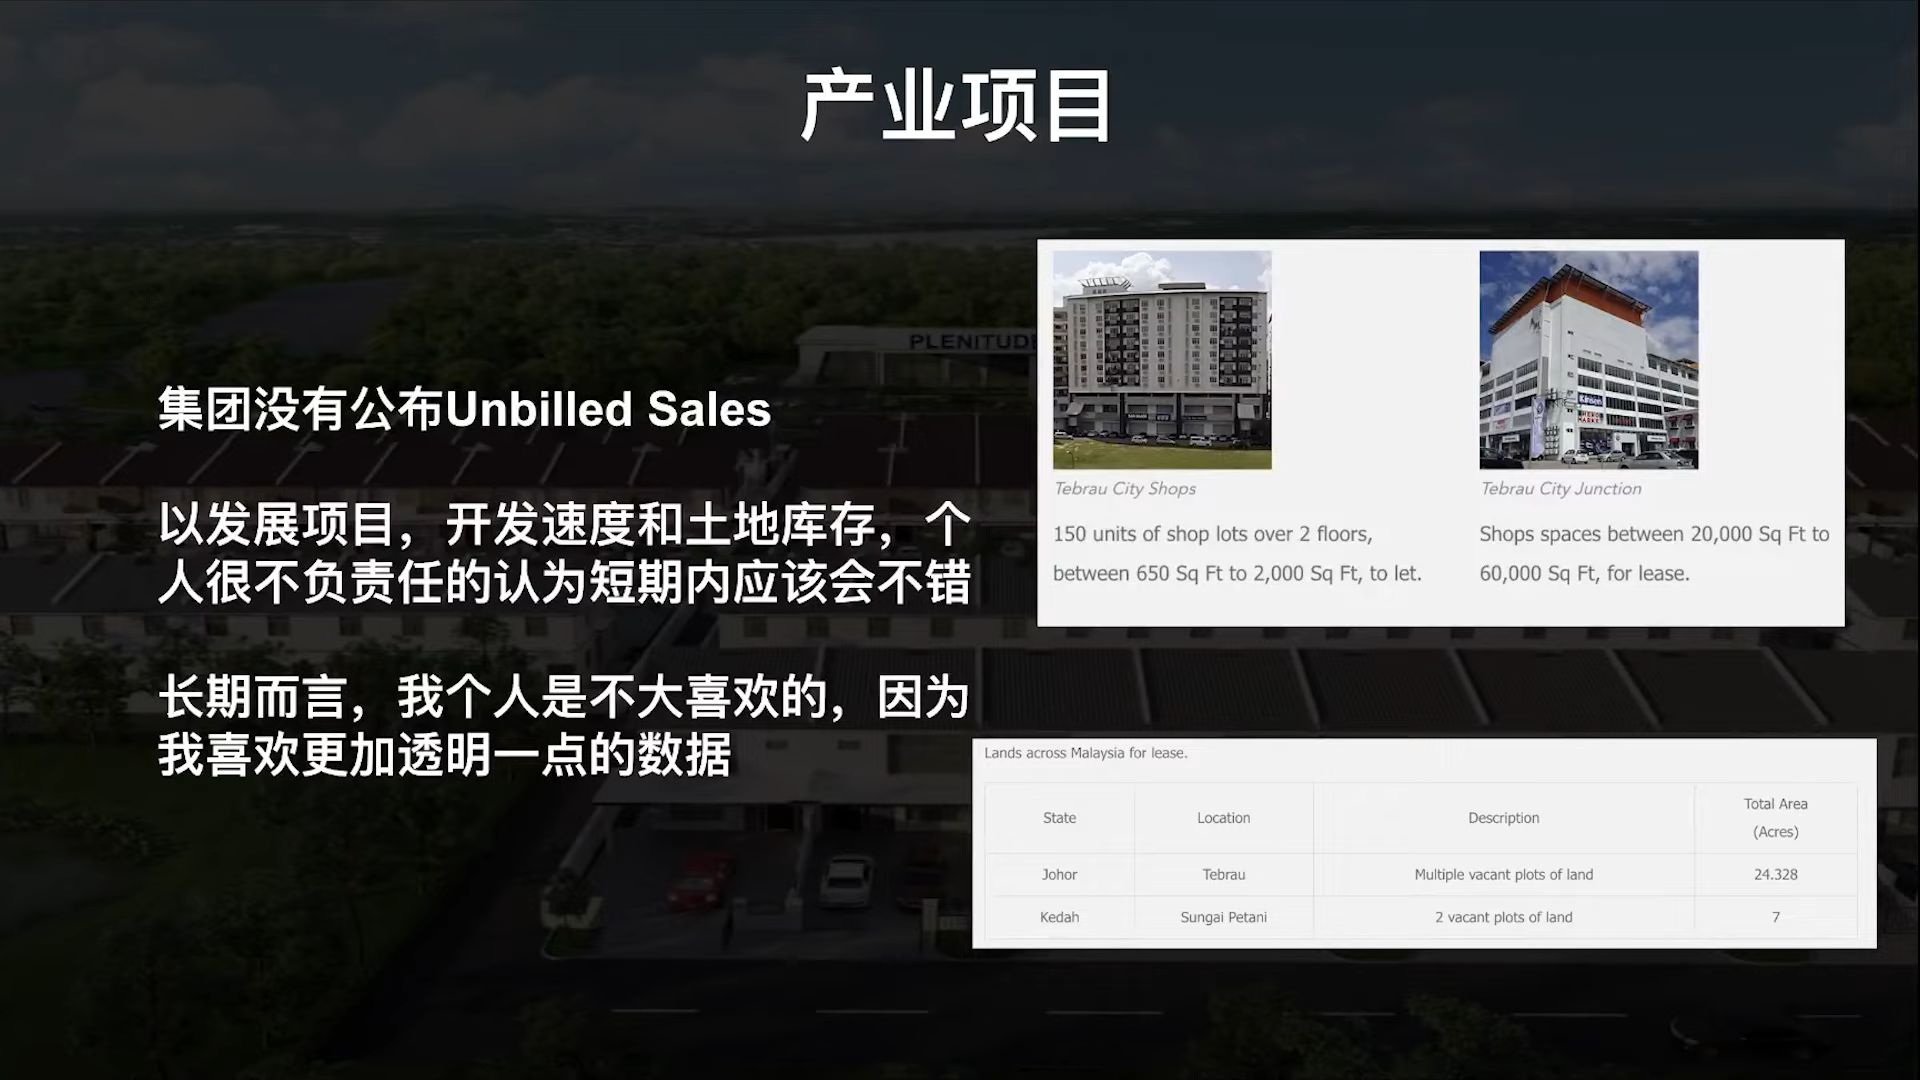 产业项目
PLENITUDE
集团没有公布Unbilled Sales
以发展项目，开发速度和土地库存，个
人很不负责任的认为短期内应该会不错
长期而言，我个人是不大喜欢的，因为
我喜欢更加透明一点的数据
Tebrau City Shops
150 units of shop lots over 2 floors,
between 650 Sq Ft to 2,000 Sq Ft, to let.
Tebrau City Junction
Shops spaces between 20,000 Sq Ft to
60,000 Sq Ft, for lease.
Lands across Malaysia for lease.
State Location Description Total Area
(Acres)
Johor Tebrau Multiple vacant plots of land 24.328
Kedah Sungai Petani 2 vacant plots of land 7